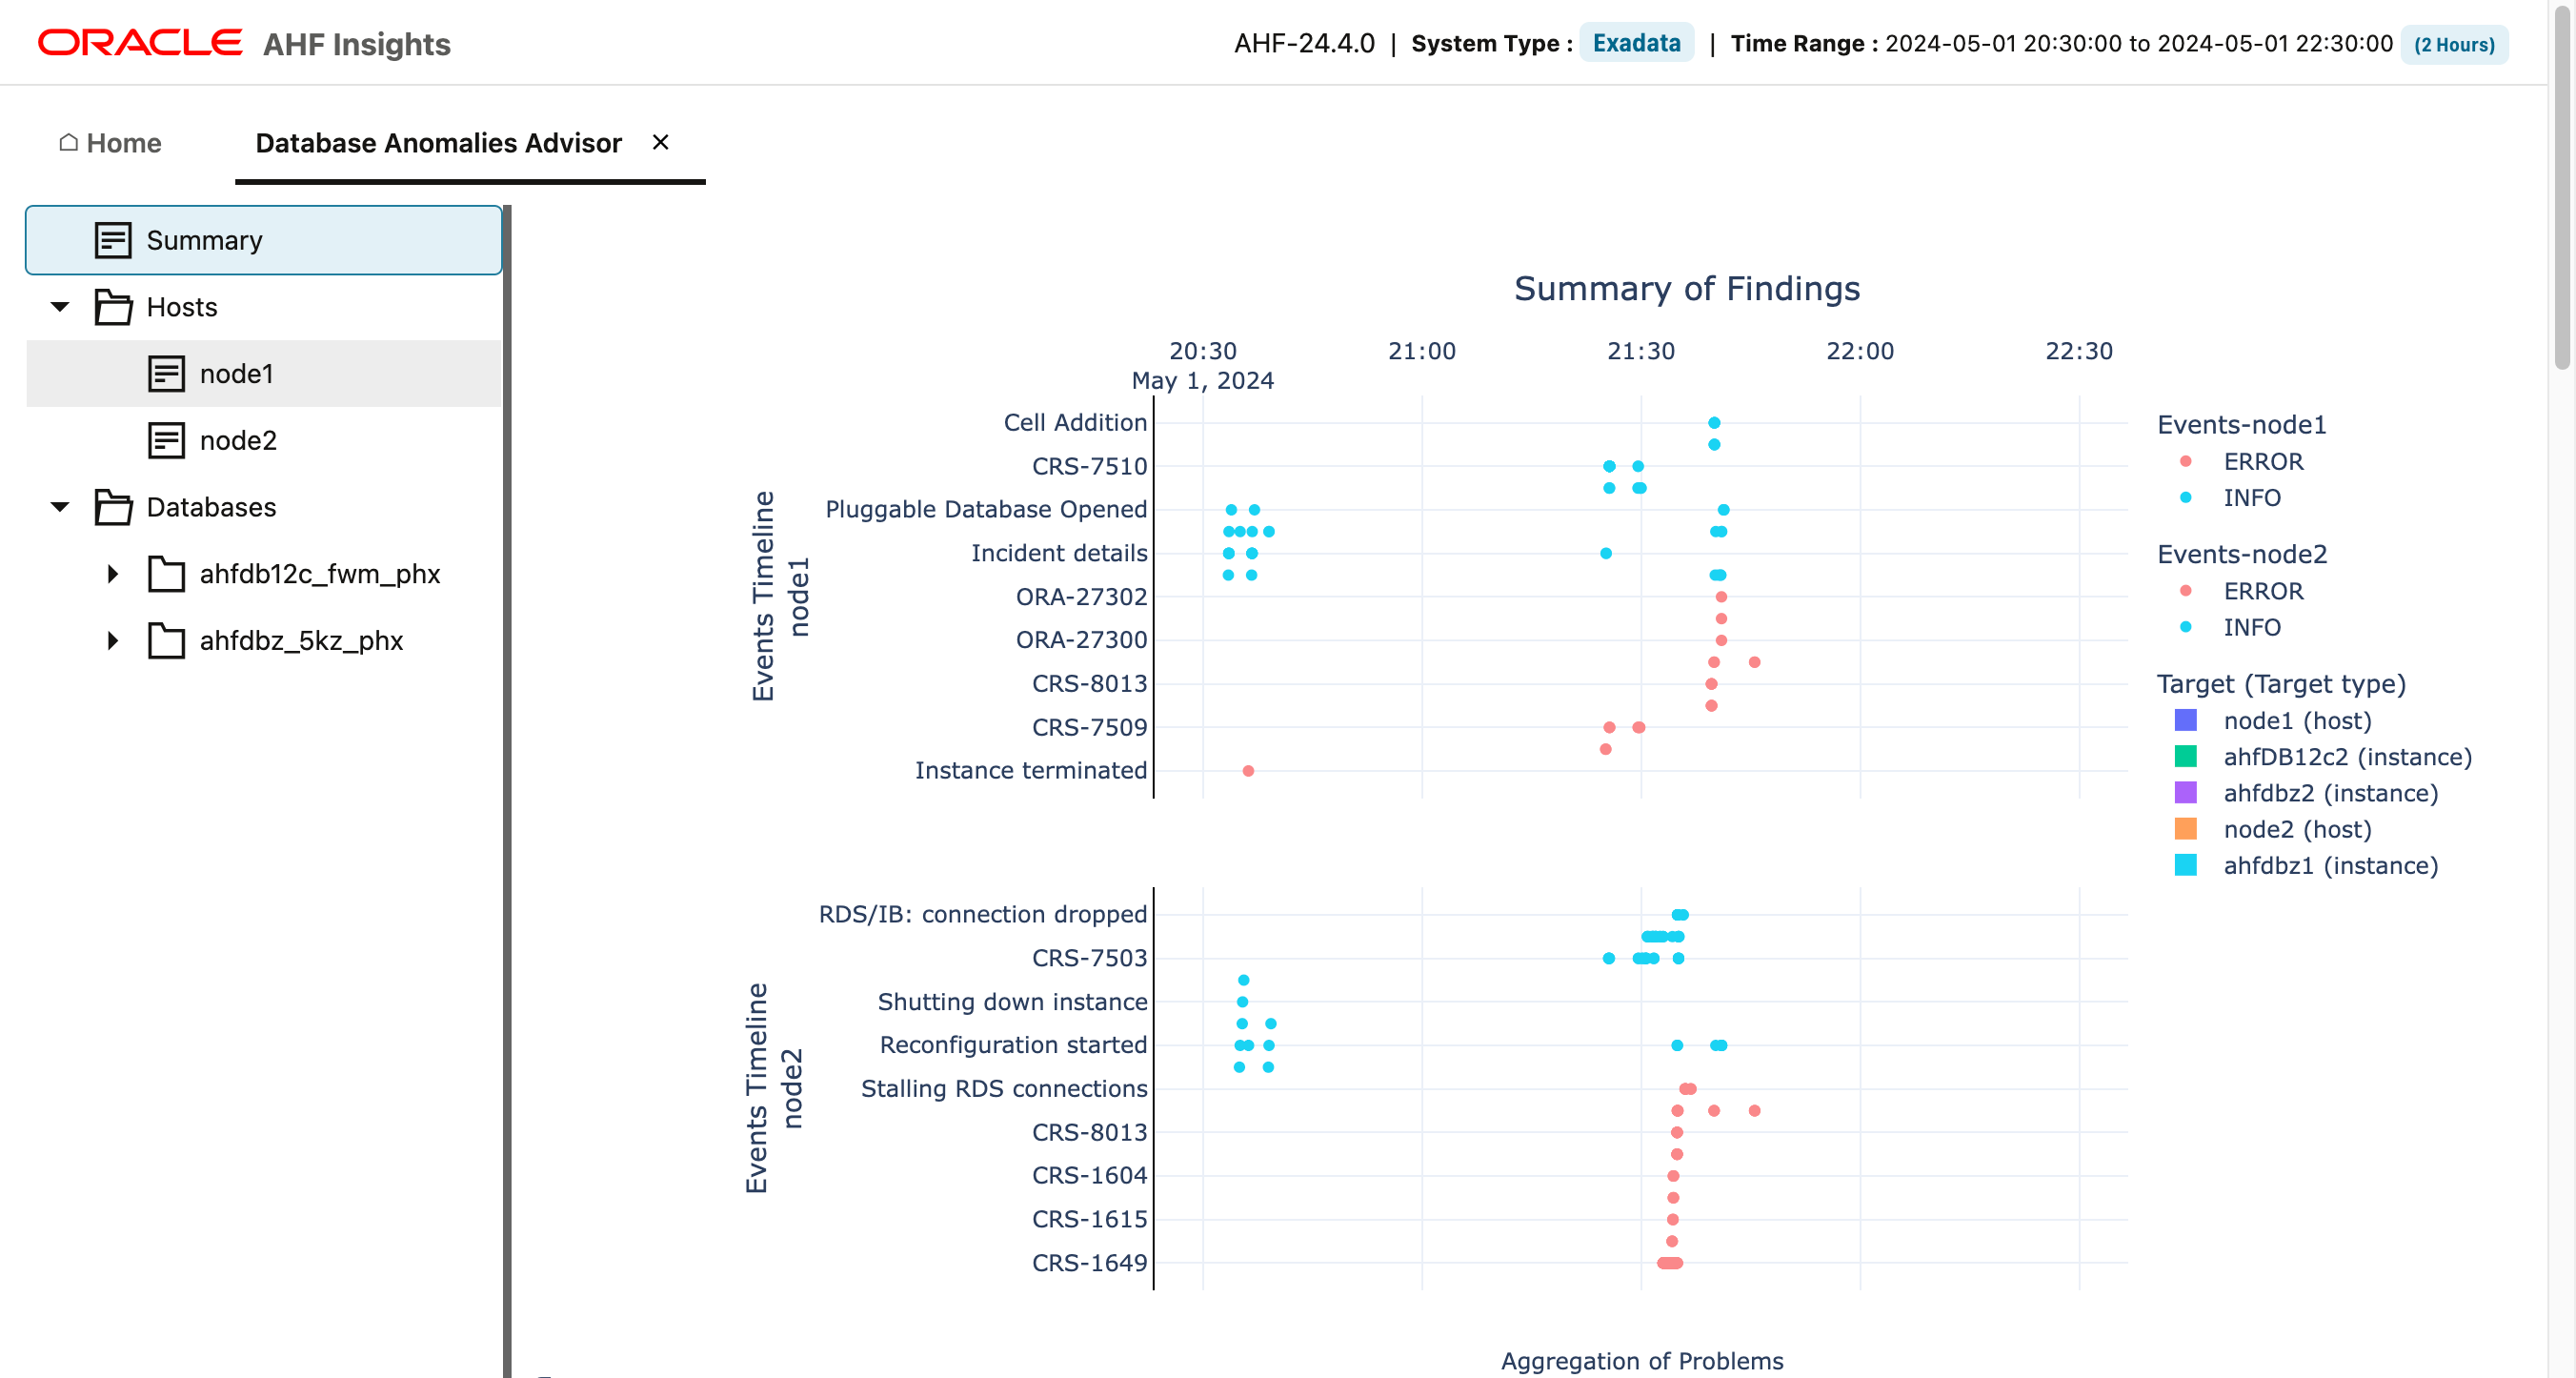 ORACLE AHF Insights
AHF-24.4.0 | System Type : Exadata | Time Range : 2024-05-01 20:30:00 to 2024-05-01 22:30:00 (2 Hours)
Home
Database Anomalies Advisor ×
Summary
Hosts
node1
node2
Databases
ahfdb12c_fwm_phx
ahfdbz_5kz_phx
Summary of Findings
20:30 21:00 21:30 22:00 22:30
May 1, 2024
Events Timeline
node1
Cell Addition
CRS-7510
Pluggable Database Opened
Incident details
ORA-27302
ORA-27300
CRS-8013
CRS-7509
Instance terminated
Events Timeline
node2
RDS/IB: connection dropped
CRS-7503
Shutting down instance
Reconfiguration started
Stalling RDS connections
CRS-8013
CRS-1604
CRS-1615
CRS-1649
Events-node1
ERROR
INFO
Events-node2
ERROR
INFO
Target (Target type)
node1 (host)
ahfDB12c2 (instance)
ahfdbz2 (instance)
node2 (host)
ahfdbz1 (instance)
Aggregation of Problems